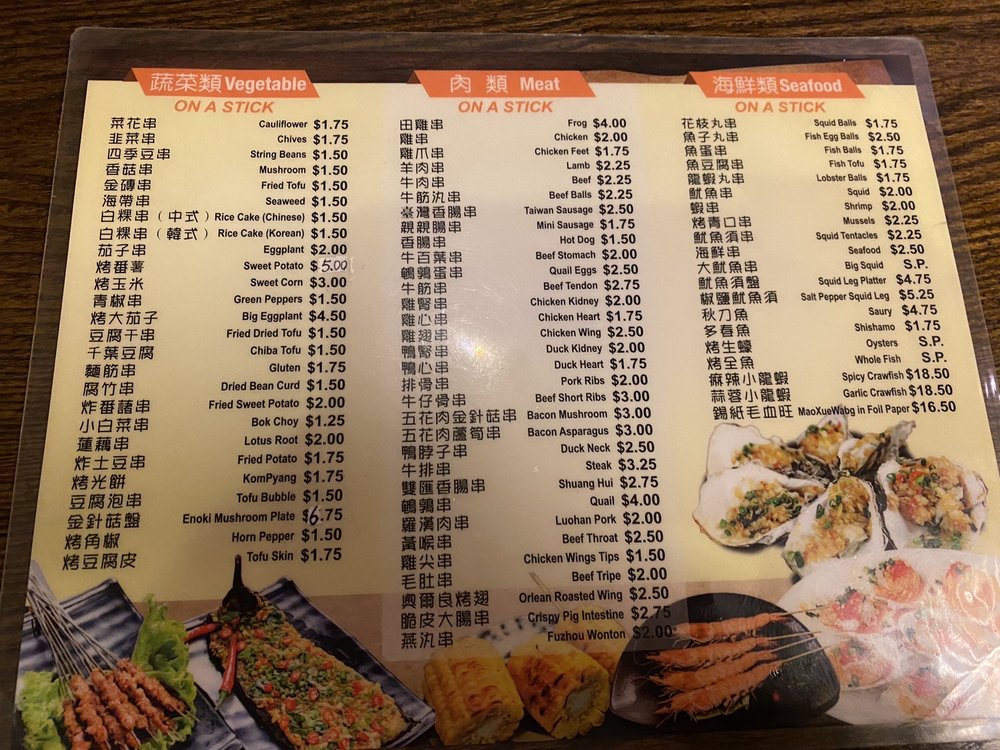 蔬菜類 Vegetable
ON A STICK
菜花串 Cauliflower $1.75
韭菜串 Chives $1.75
四季豆串 String Beans $1.50
香菇串 Mushroom $1.50
金磚串 Fried Tofu $1.50
海帶串 Seaweed $1.50
白粿串（中式）Rice Cake (Chinese) $1.50
白粿串（韓式）Rice Cake (Korean) $1.50
茄子串 Eggplant $2.00
烤番薯 Sweet Potato $5.00
烤玉米 Sweet Corn $3.00
青椒串 Green Peppers $1.50
烤大茄子 Big Eggplant $4.50
豆腐干串 Fried Dried Tofu $1.50
千葉豆腐 Chiba Tofu $1.50
麵筋串 Gluten $1.75
腐竹串 Dried Bean Curd $1.50
炸番藷串 Fried Sweet Potato $2.00
小白菜串 Bok Choy $1.25
蓮藕串 Lotus Root $2.00
炸土豆串 Fried Potato $1.75
烤光餅 KomPyang $1.75
豆腐泡串 Tofu Bubble $1.50
金針菇盤 Enoki Mushroom Plate $6.75
烤角椒 Horn Pepper $1.50
烤豆腐皮 Tofu Skin $1.75
肉 類 Meat
ON A STICK
田雞串 Frog $4.00
雞串 Chicken $2.00
雞爪串 Chicken Feet $1.75
羊肉串 Lamb $2.25
牛肉串 Beef $2.25
牛筋汍串 Beef Balls $2.25
臺灣香腸串 Taiwan Sausage $2.50
親親腸串 Mini Sausage $1.75
香腸串 Hot Dog $1.50
牛百葉串 Beef Stomach $2.00
鵪鶉蛋串 Quail Eggs $2.50
牛筋串 Beef Tendon $2.75
雞腎串 Chicken Kidney $2.00
雞心串 Chicken Heart $1.75
雞翅串 Chicken Wing $2.50
鴨腎串 Duck Kidney $2.00
鴨心串 Duck Heart $1.75
排骨串 Pork Ribs $2.00
牛仔骨串 Beef Short Ribs $3.00
五花肉金針菇串 Bacon Mushroom $3.00
五花肉蘆筍串 Bacon Asparagus $3.00
鴨脖子串 Duck Neck $2.50
牛排串 Steak $3.25
雙匯香腸串 Shuang Hui $2.75
鵪鶉串 Quail $4.00
羅漢肉串 Luohan Pork $2.00
黃喉串 Beef Throat $2.50
雞尖串 Chicken Wings Tips $1.50
毛肚串 Beef Tripe $2.00
奧爾良烤翅 Orlean Roasted Wing $2.50
脆皮大腸串 Crispy Pig Intestine $2.75
燕汍串 Fuzhou Wonton $2.00
海鮮類 Seafood
ON A STICK
花枝丸串 Squid Balls $1.75
魚子丸串 Fish Egg Balls $2.50
魚蛋串 Fish Balls $1.75
魚豆腐串 Fish Tofu $1.75
龍蝦丸串 Lobster Balls $1.75
魷魚串 Squid $2.00
蝦串 Shrimp $2.00
烤青口串 Mussels $2.25
魷魚須串 Squid Tentacles $2.25
海鮮串 Seafood $2.50
大魷魚串 Big Squid S.P.
魷魚須盤 Squid Leg Platter $4.75
椒鹽魷魚須 Salt Pepper Squid Leg $5.25
秋刀魚 Saury $4.75
多春魚 Shishamo $1.75
烤生蠔 Oysters S.P.
烤全魚 Whole Fish S.P.
麻辣小龍蝦 Spicy Crawfish $18.50
蒜蓉小龍蝦 Garlic Crawfish $18.50
錫紙毛血旺 MaoXueWabg in Foil Paper $16.50